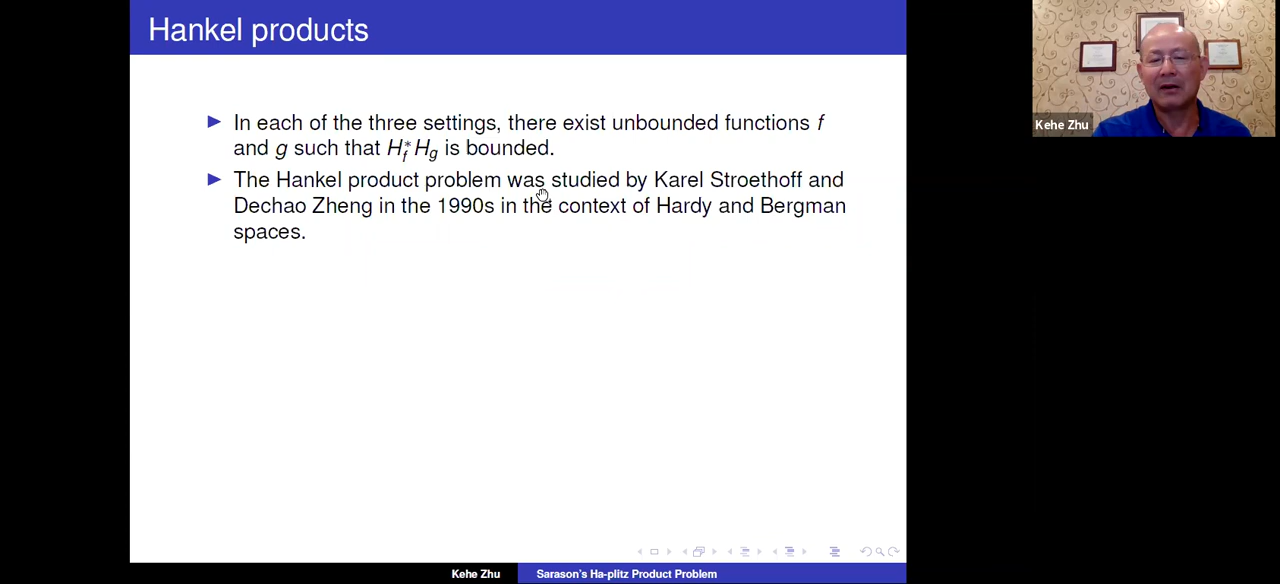 Hankel products
▶ In each of the three settings, there exist unbounded functions f
and g such that H_f^* H_g is bounded.
▶ The Hankel product problem was studied by Karel Stroethoff and
Dechao Zheng in the 1990s in the context of Hardy and Bergman
spaces.
Kehe Zhu
Kehe Zhu Sarason's Ha-plitz Product Problem